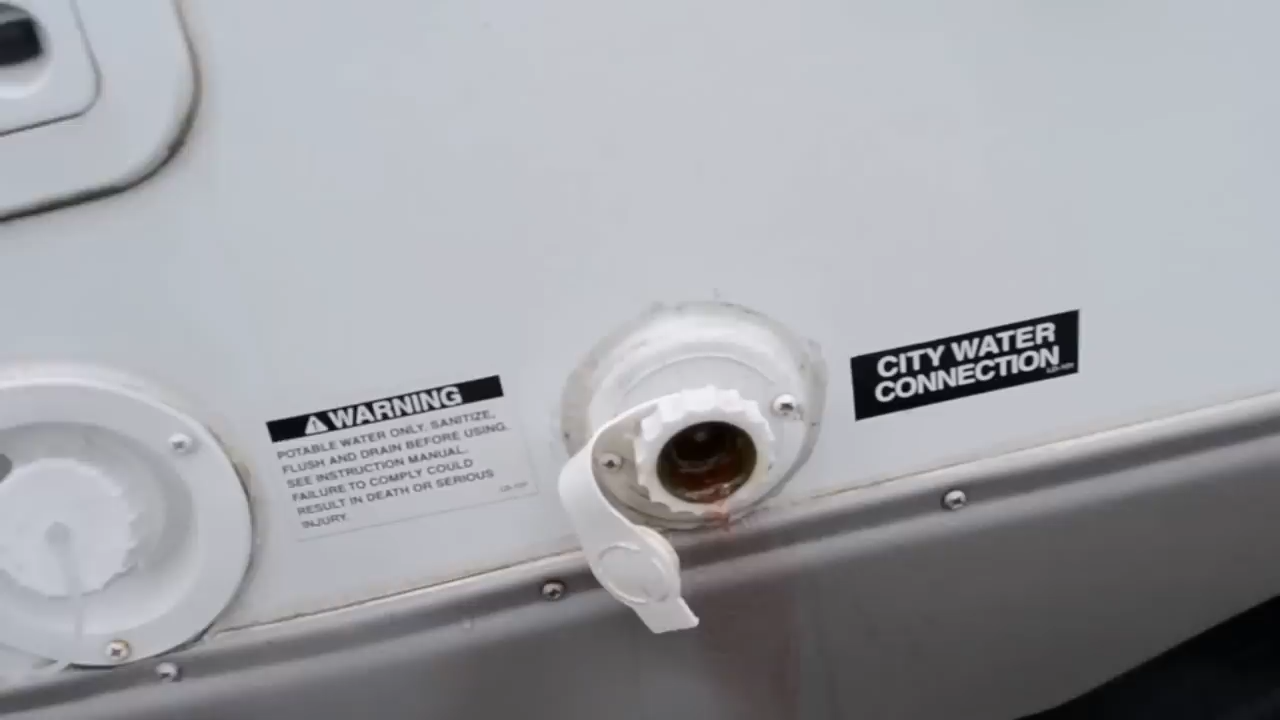 WARNING
POTABLE WATER ONLY. SANITIZE,
FLUSH AND DRAIN BEFORE USING.
SEE INSTRUCTION MANUAL.
FAILURE TO COMPLY COULD
RESULT IN DEATH OR SERIOUS
INJURY.
CITY WATER
CONNECTION